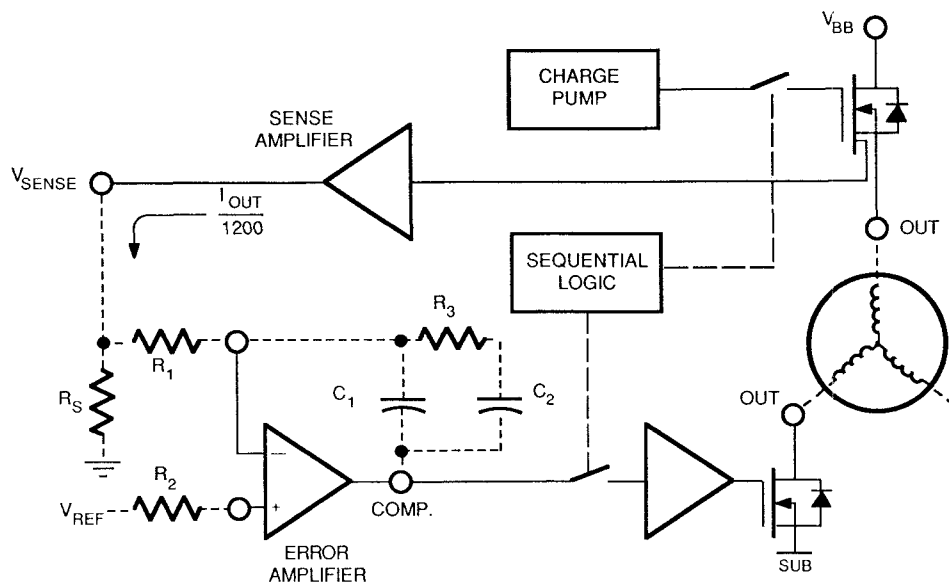 V_BB
CHARGE
PUMP
SENSE
AMPLIFIER
V_SENSE
I_OUT
1200
OUT
SEQUENTIAL
LOGIC
R_3
R_1
C_1
C_2
R_S
OUT
R_2
V_REF
−
+
COMP.
ERROR
AMPLIFIER
SUB